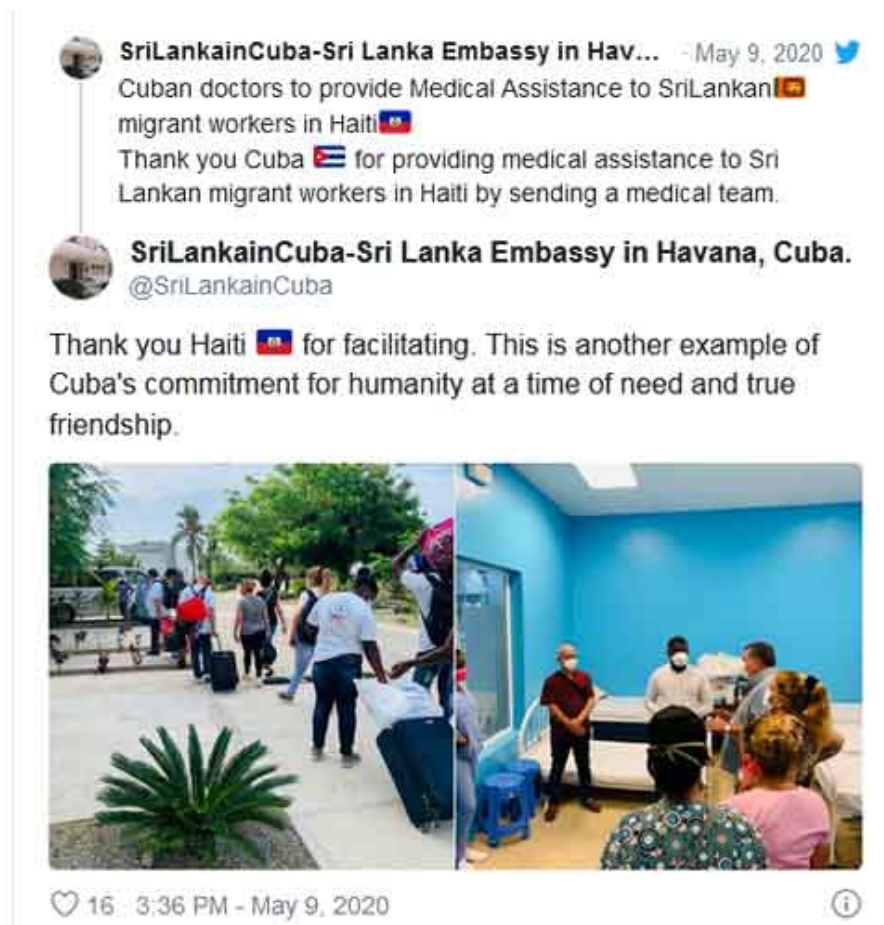 SriLankainCuba-Sri Lanka Embassy in Hav... - May 9, 2020
Cuban doctors to provide Medical Assistance to SriLankan🇱🇰
migrant workers in Haiti🇭🇹
Thank you Cuba 🇨🇺 for providing medical assistance to Sri
Lankan migrant workers in Haiti by sending a medical team.
SriLankainCuba-Sri Lanka Embassy in Havana, Cuba.
@SriLankainCuba
Thank you Haiti 🇭🇹 for facilitating. This is another example of
Cuba's commitment for humanity at a time of need and true
friendship.
16 3:36 PM - May 9, 2020